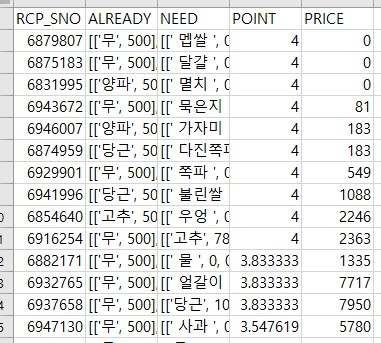 RCP_SNO ALREADY NEED POINT PRICE
6879807 [['무', 500], [[' 멥쌀 ', 0 4 0
6875183 [['무', 500], [[' 달걀 ', 0 4 0
6831995 [['양파', 50 [[' 멸치 ', 0 4 0
6943672 [['무', 500], [[' 묵은지 4 81
6946007 [['양파', 50 [[' 가자미 4 183
6874959 [['당근', 50 [[' 다진쪽파 4 183
6929901 [['무', 500], [[' 쪽파 ', 0 4 549
6941996 [['당근', 50 [[' 불린쌀 4 1088
0 6854640 [['고추', 50 [[' 우엉 ', 0 4 2246
1 6916254 [['무', 500], [['고추', 78 4 2363
2 6882171 [['무', 500], [[' 물 ', 0, 0 3.833333 1335
3 6932765 [['무', 500], [[' 얼갈이 3.833333 7717
4 6937658 [['무', 500], [['당근', 10 3.833333 7950
5 6947130 [['무', 500], [[' 사과 ', 0 3.547619 5780